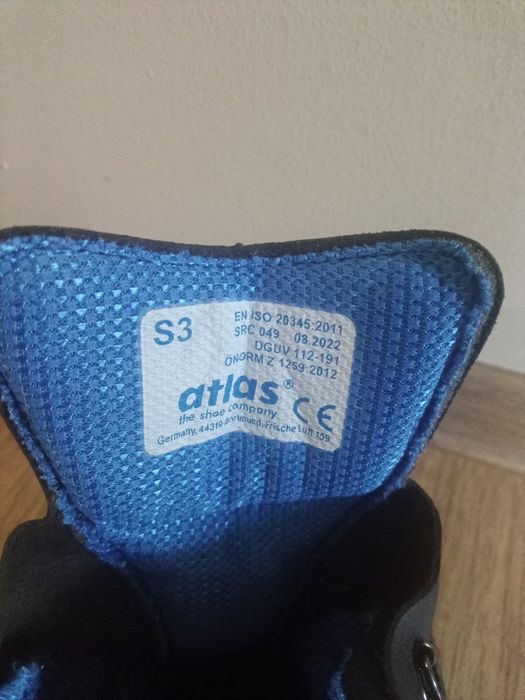 S3
EN ISO 20345:2011
SRC 049 08.2022
DGUV 112-191
ÖNORM Z 1259:2012
atlas®
the shoe company
CE
Germany, 44319 Dortmund, Frische Luft 159